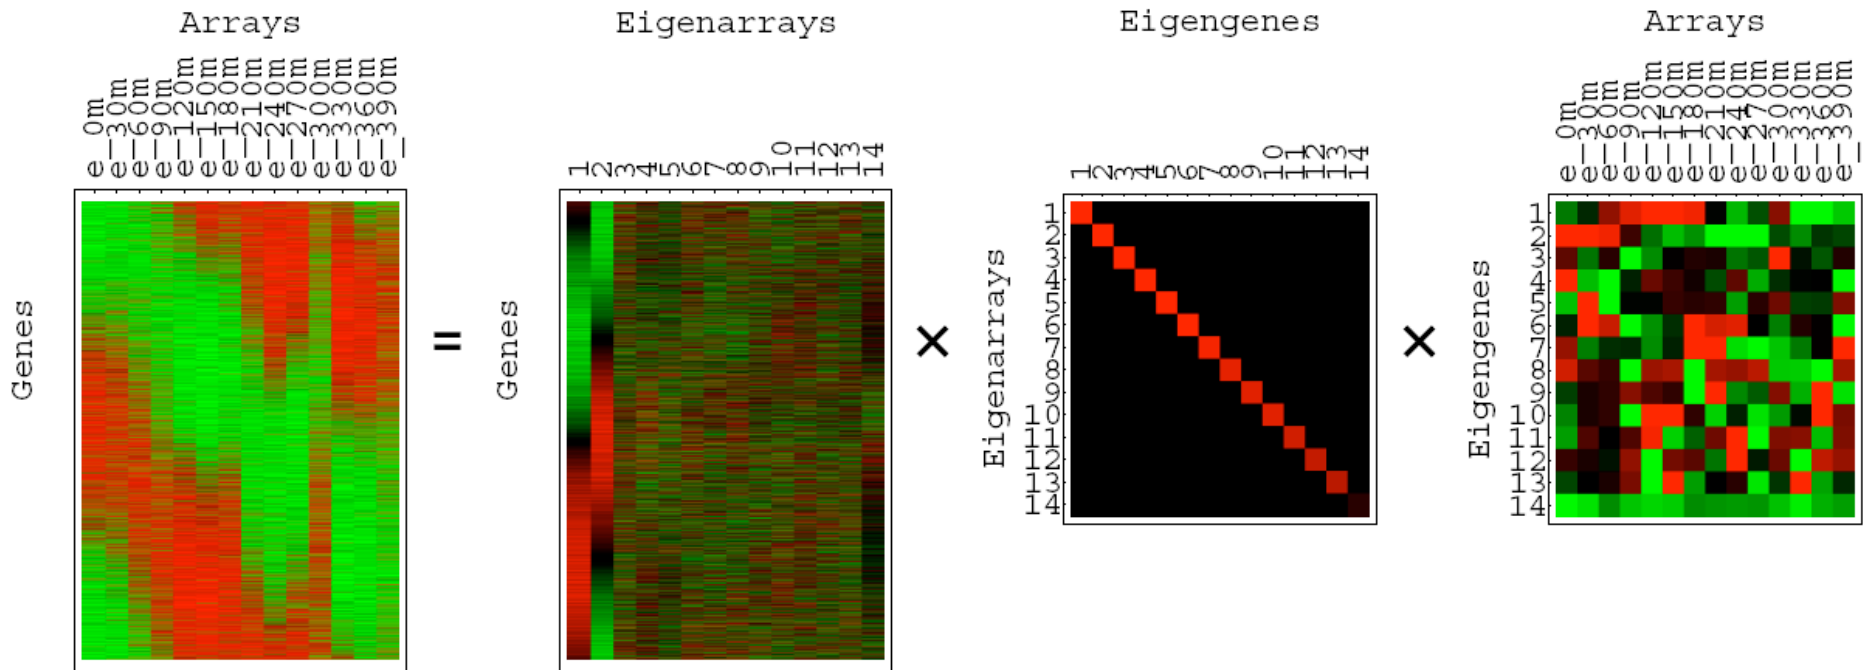 Arrays
Eigenarrays
Eigengenes
Arrays
e_0m
e_30m
e_60m
e_90m
e_120m
e_150m
e_180m
e_210m
e_240m
e_270m
e_300m
e_330m
e_360m
e_390m
Genes
=
1
2
3
4
5
6
7
8
9
10
11
12
13
14
Genes
×
1
2
3
4
5
6
7
8
9
10
11
12
13
14
Eigenarrays
1
2
3
4
5
6
7
8
9
10
11
12
13
14
×
e_0m
e_30m
e_60m
e_90m
e_120m
e_150m
e_180m
e_210m
e_240m
e_270m
e_300m
e_330m
e_360m
e_390m
Eigengenes
1
2
3
4
5
6
7
8
9
10
11
12
13
14